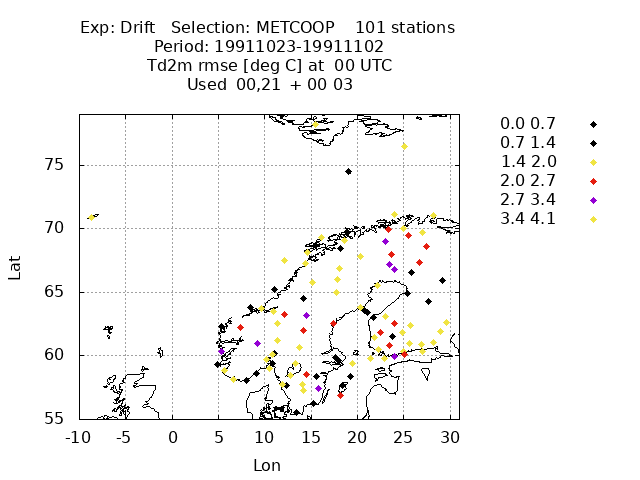 Exp: Drift   Selection: METCOOP    101 stations
Period: 19911023-19911102
Td2m rmse [deg C] at  00 UTC
Used  00,21  + 00 03
0.0 0.7
0.7 1.4
1.4 2.0
2.0 2.7
2.7 3.4
3.4 4.1
75
70
65
60
55
Lat
-10 -5 0 5 10 15 20 25 30
Lon